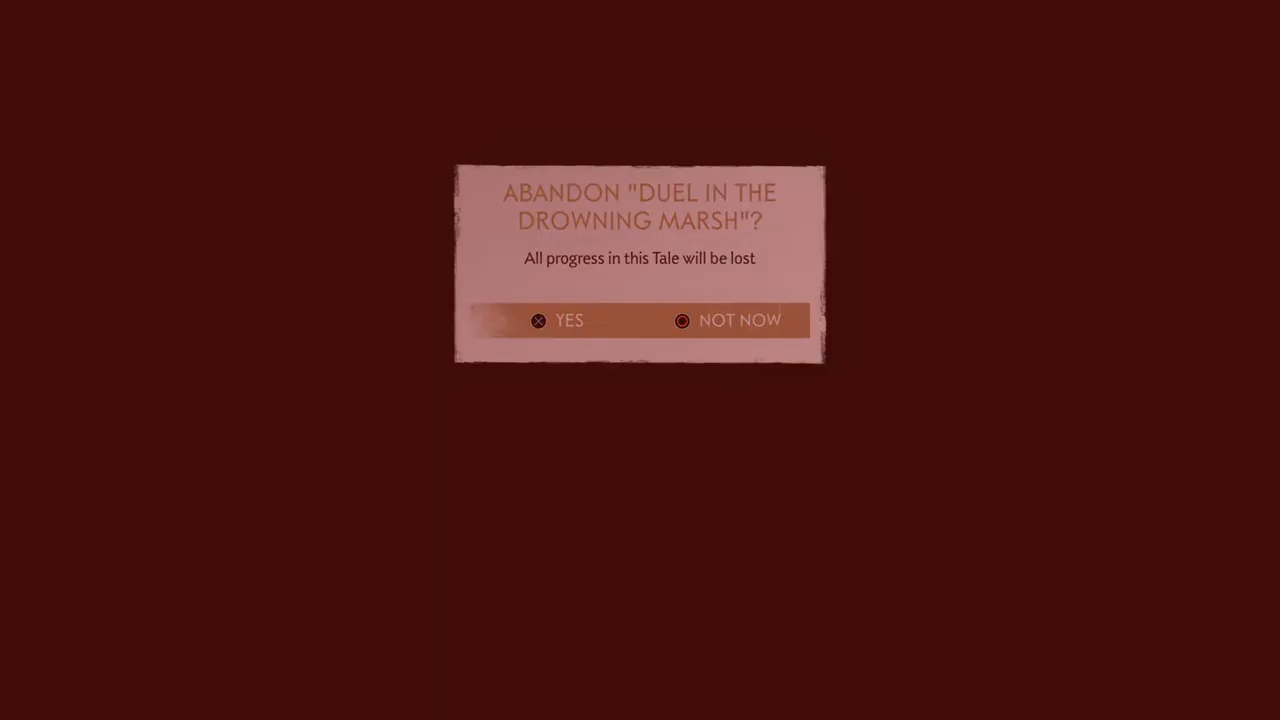 ABANDON "DUEL IN THE
DROWNING MARSH"?
All progress in this Tale will be lost
YES NOT NOW